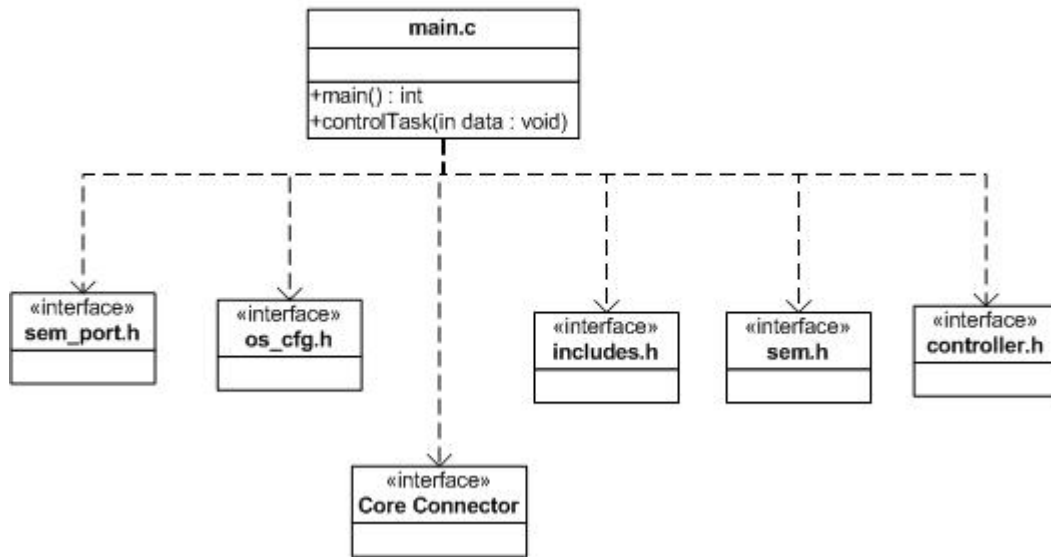 main.c
+main() : int
+controlTask(in data : void)
«interface»
sem_port.h
«interface»
os_cfg.h
«interface»
includes.h
«interface»
sem.h
«interface»
controller.h
«interface»
Core Connector